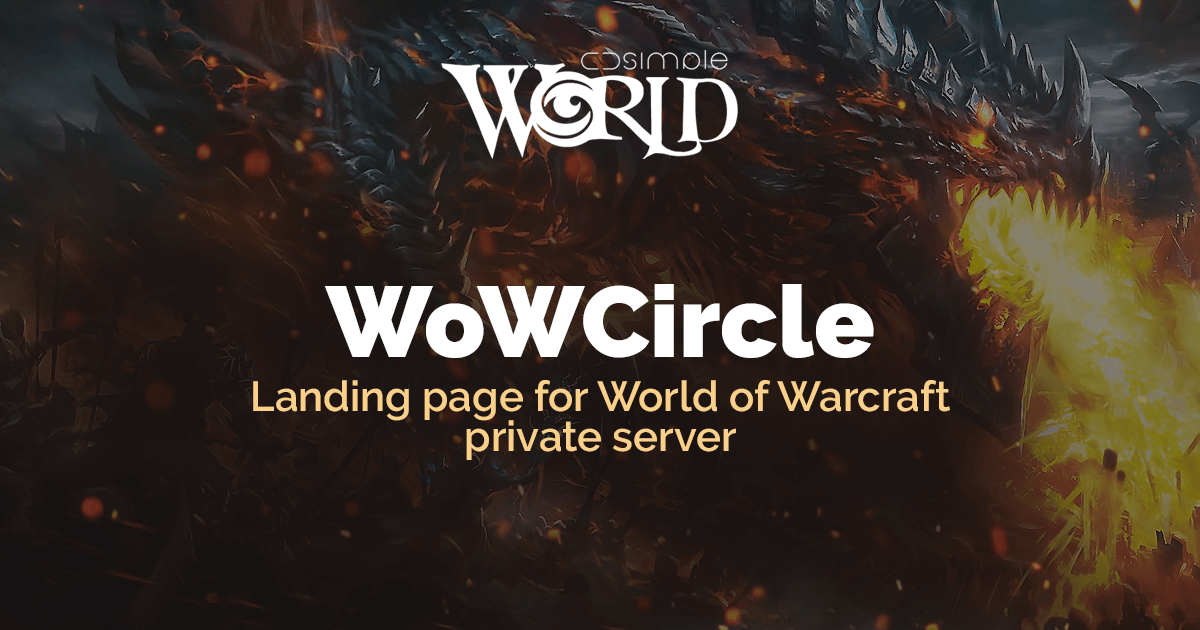 simple
WORLD
WoWCircle
Landing page for World of Warcraft
private server